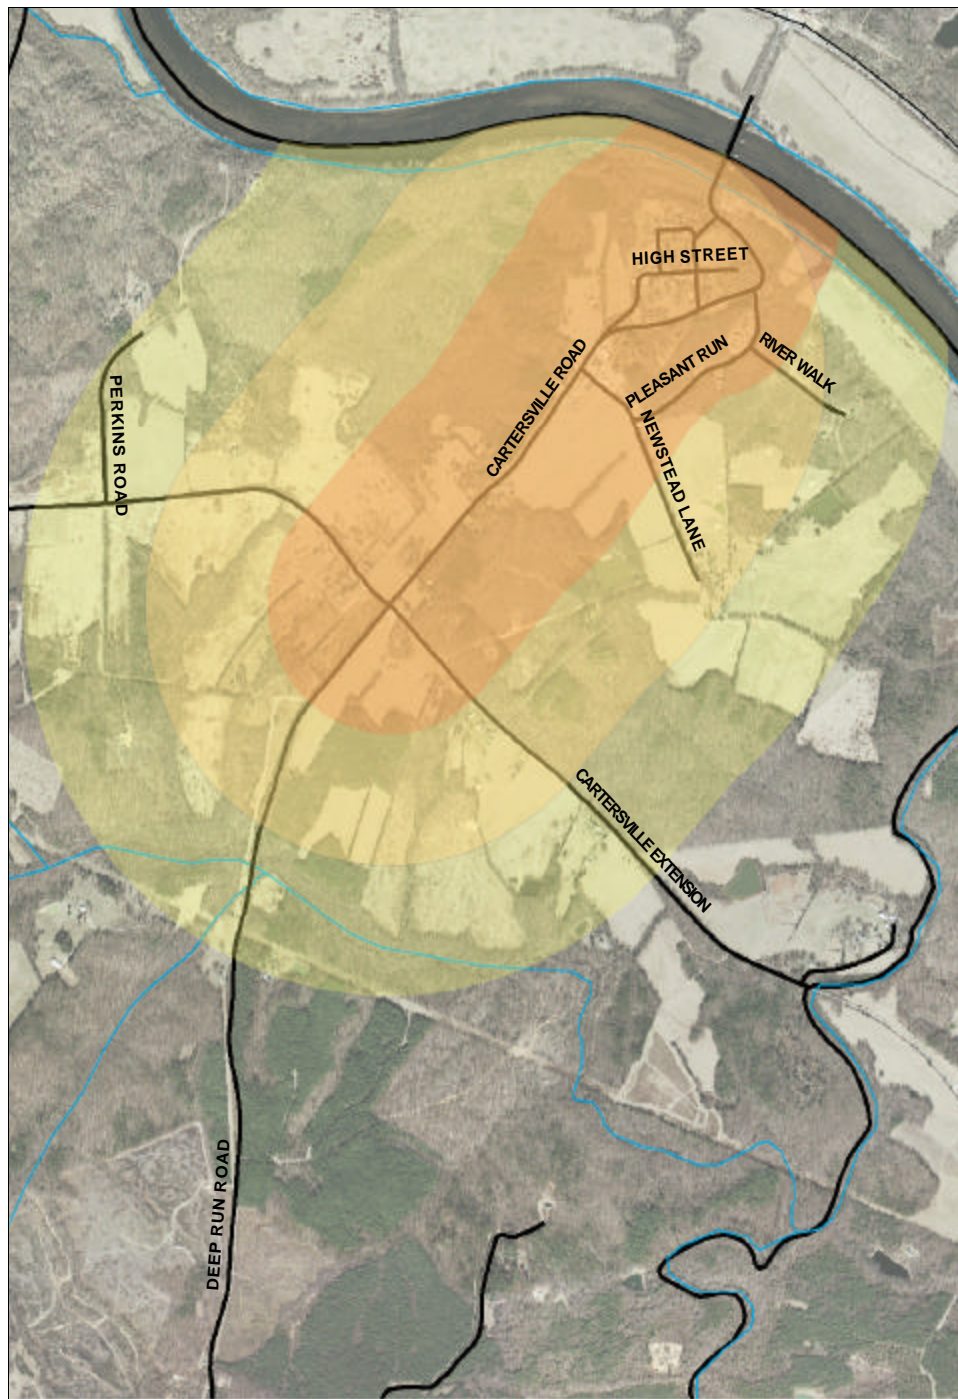 HIGH STREET
CARTERSVILLE ROAD
PLEASANT RUN
RIVER WALK
PERKINS ROAD
NEWSTEAD LANE
CARTERSVILLE EXTENSION
DEEP RUN ROAD